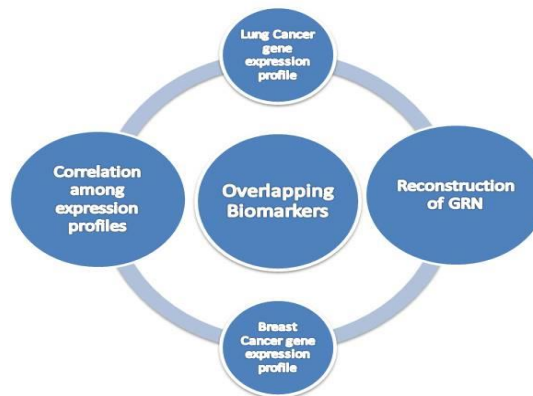 Lung Cancer
gene
expression
profile
Correlation
among
expression
profiles
Overlapping
Biomarkers
Reconstruction
of GRN
Breast
Cancer gene
expression
profile